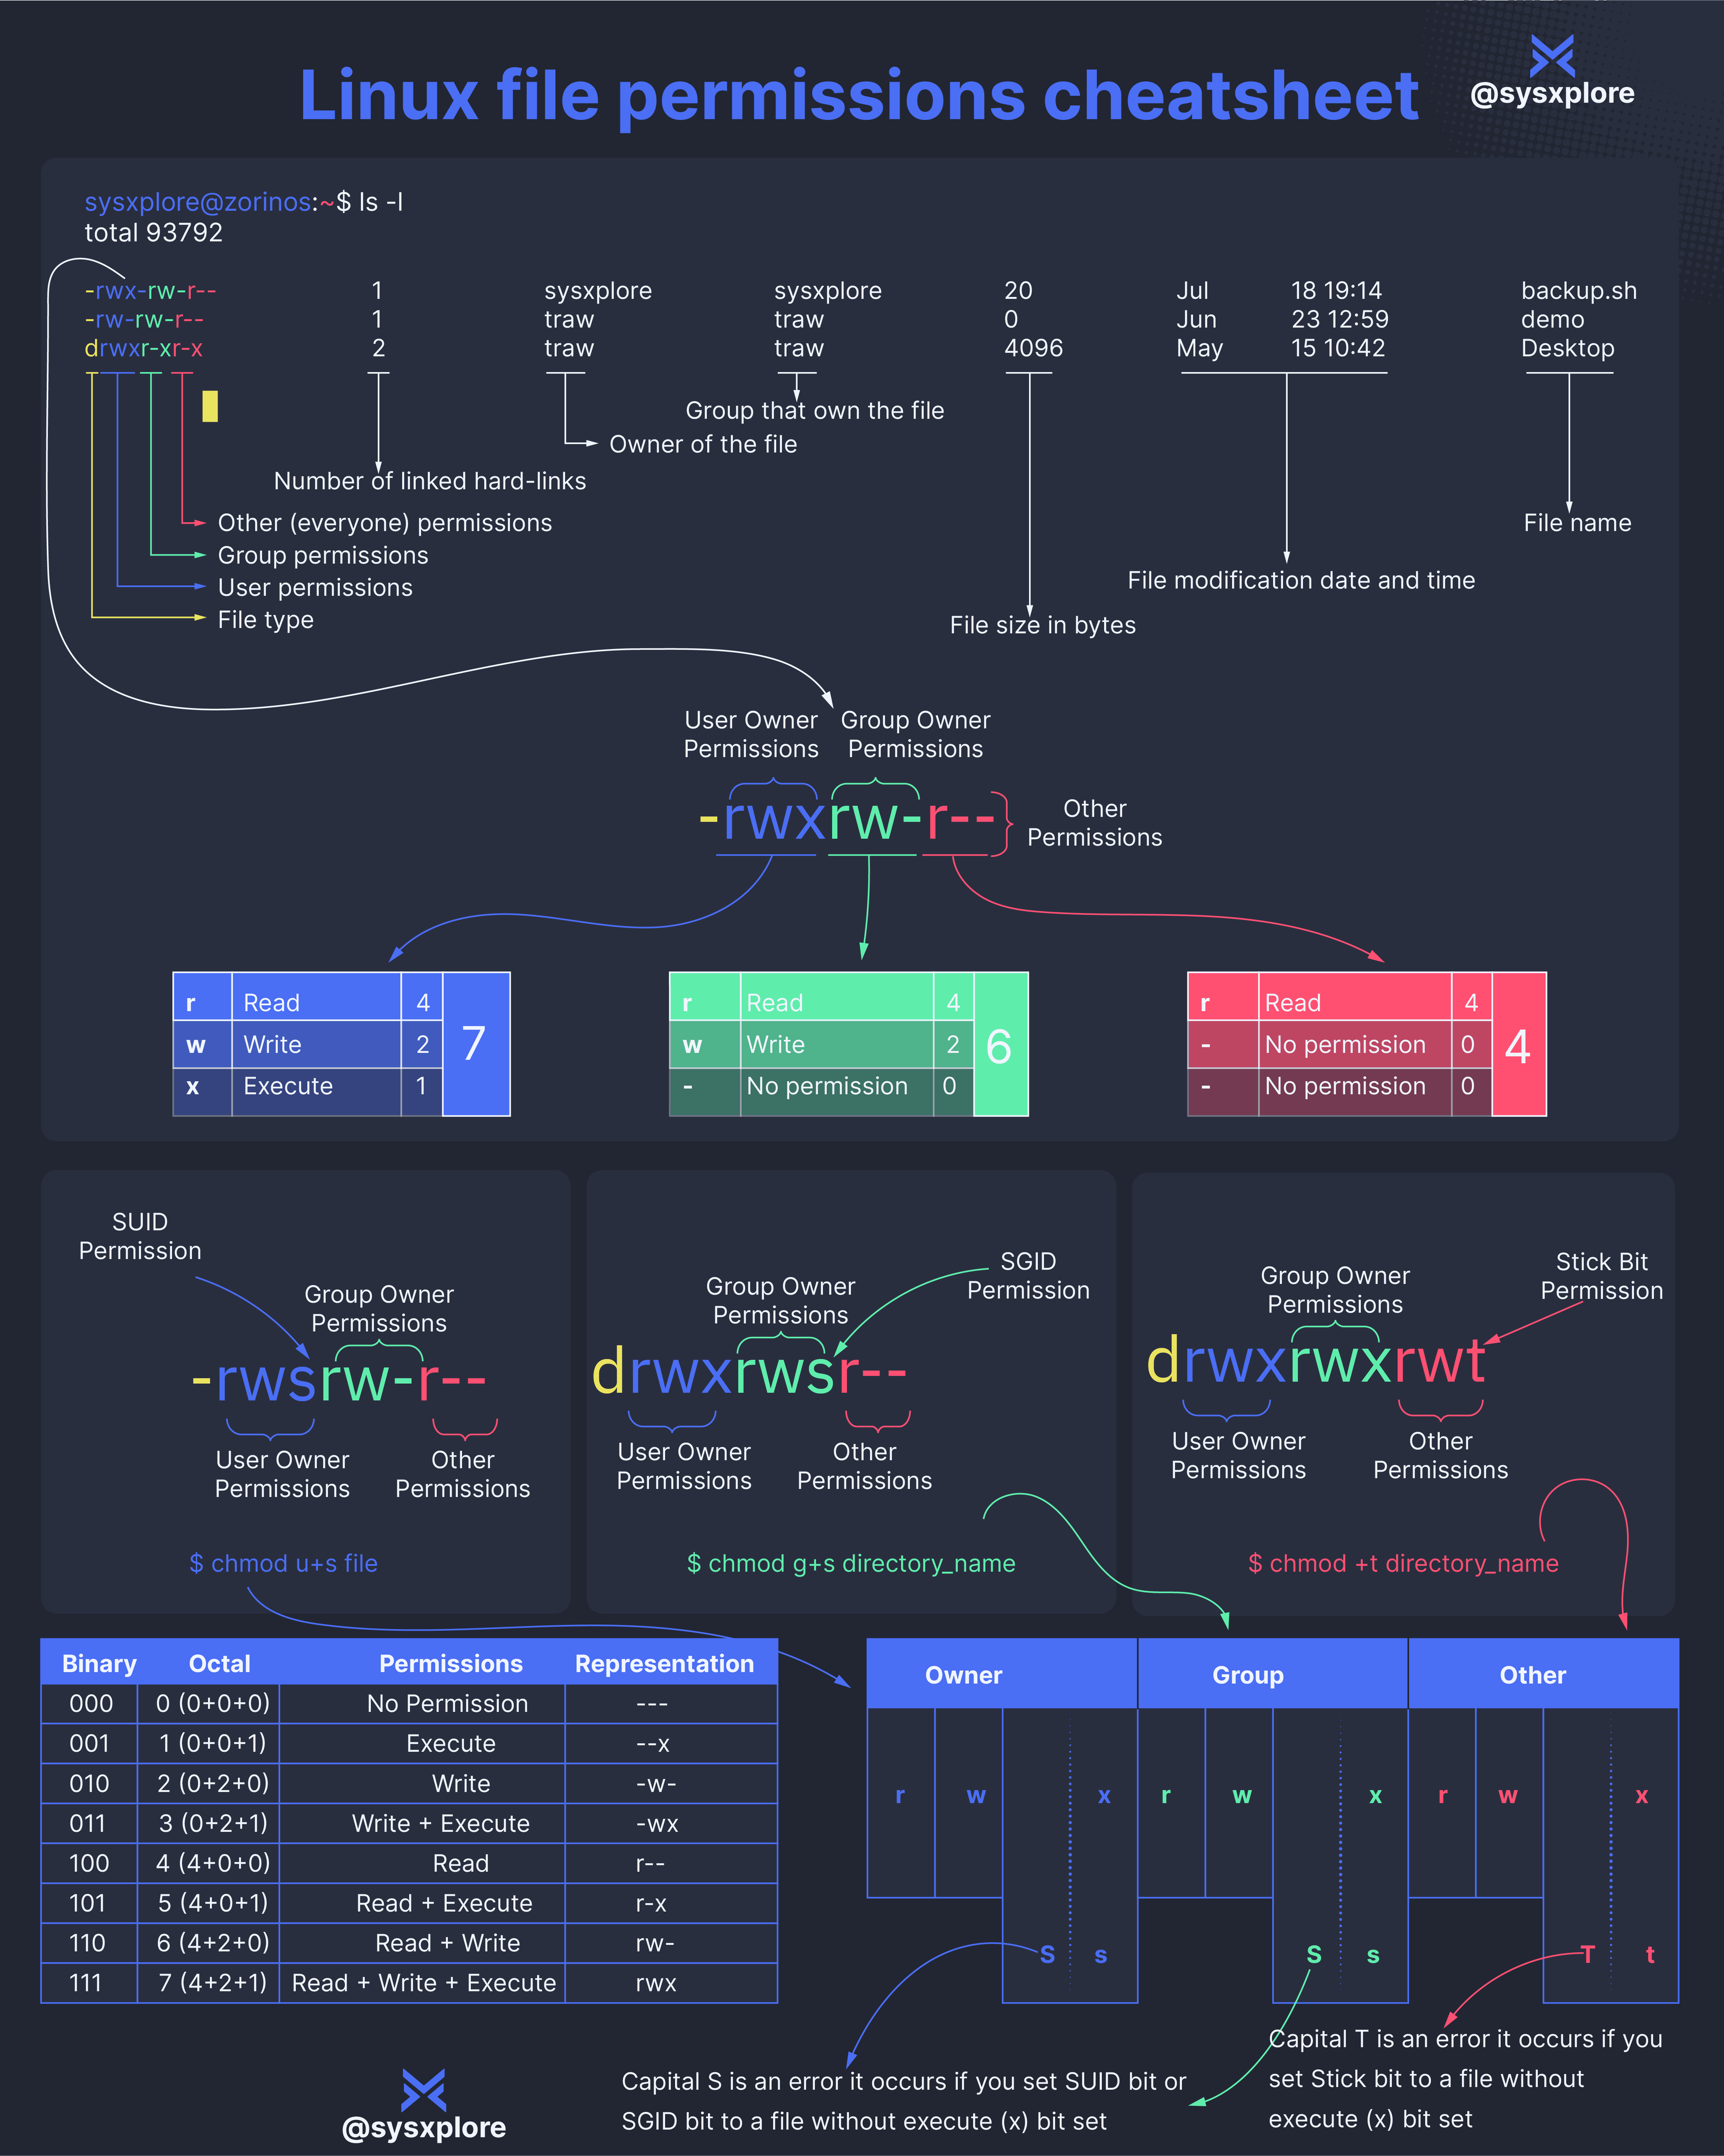 Linux file permissions cheatsheet
@sysxplore
sysxplore@zorinos:~$ ls -l
total 93792
-rwx-rw-r-- 1 sysxplore sysxplore 20 Jul 18 19:14 backup.sh
-rw-rw-r-- 1 traw traw 0 Jun 23 12:59 demo
drwxr-xr-x 2 traw traw 4096 May 15 10:42 Desktop
Group that own the file
Owner of the file
Number of linked hard-links
Other (everyone) permissions
Group permissions
User permissions
File type
File name
File modification date and time
File size in bytes
User Owner
Permissions
Group Owner
Permissions
-rwxrw-r--
Other
Permissions
r Read 4
w Write 2
x Execute 1
7
r Read 4
w Write 2
- No permission 0
6
r Read 4
- No permission 0
- No permission 0
4
SUID
Permission
Group Owner
Permissions
-rwsrw-r--
User Owner
Permissions
Other
Permissions
$ chmod u+s file
SGID
Permission
Group Owner
Permissions
drwxrwsr--
User Owner
Permissions
Other
Permissions
$ chmod g+s directory_name
Stick Bit
Permission
Group Owner
Permissions
drwxrwxrwt
User Owner
Permissions
Other
Permissions
$ chmod +t directory_name
Binary Octal Permissions Representation
000 0 (0+0+0) No Permission ---
001 1 (0+0+1) Execute --x
010 2 (0+2+0) Write -w-
011 3 (0+2+1) Write + Execute -wx
100 4 (4+0+0) Read r--
101 5 (4+0+1) Read + Execute r-x
110 6 (4+2+0) Read + Write rw-
111 7 (4+2+1) Read + Write + Execute rwx
Owner Group Other
r w x r w x r w x
S s S s T t
Capital S is an error it occurs if you set SUID bit or
SGID bit to a file without execute (x) bit set
Capital T is an error it occurs if you
set Stick bit to a file without
execute (x) bit set
@sysxplore